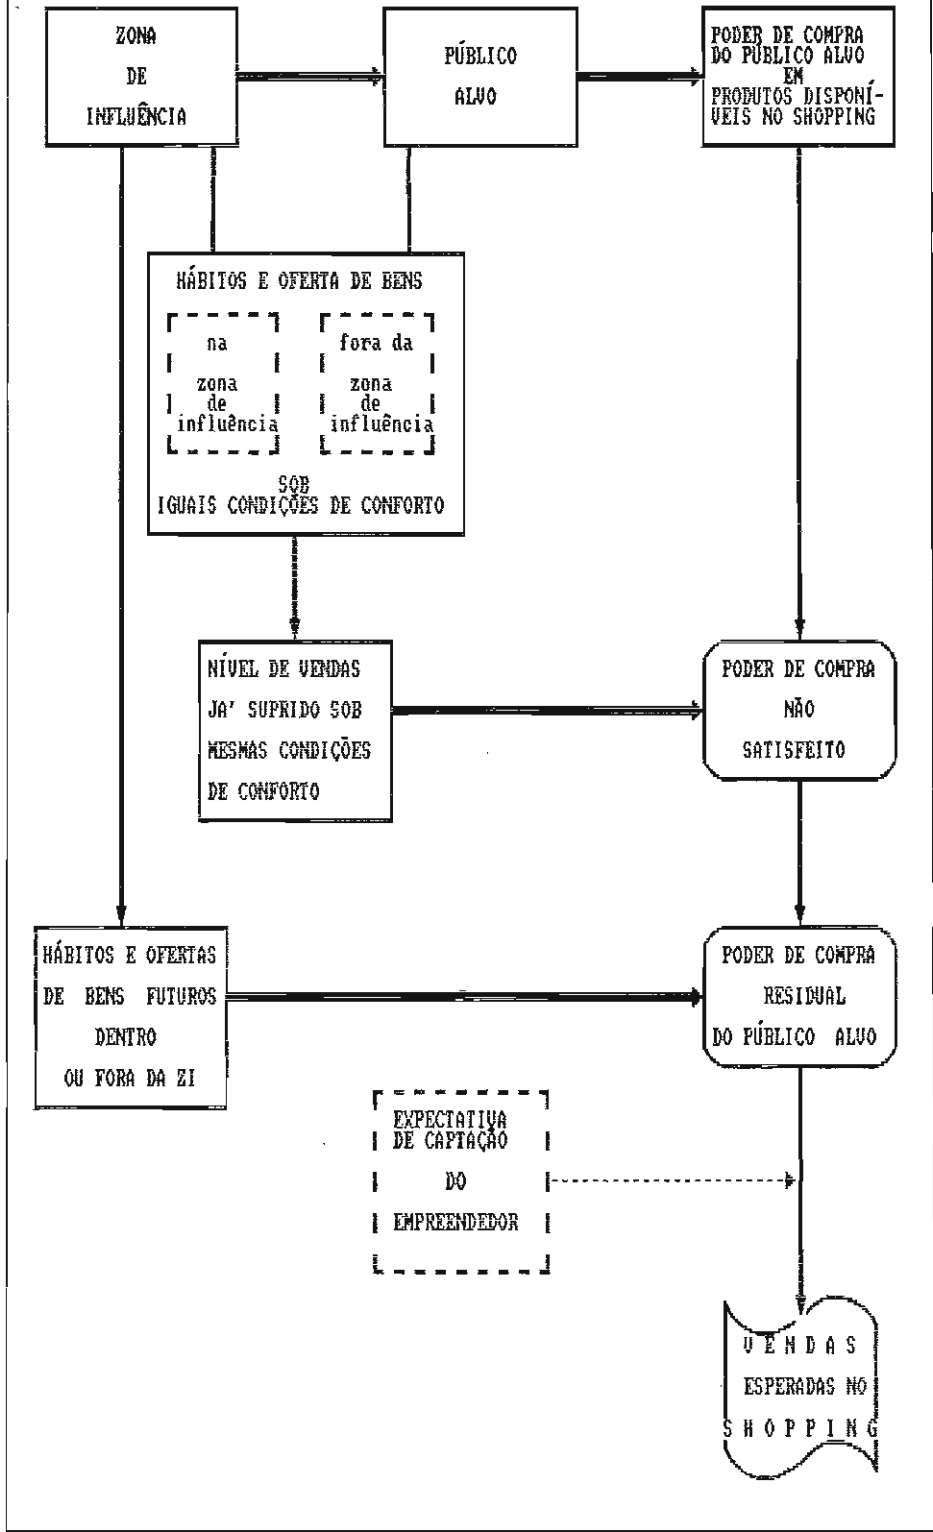 ZONA
DE
INFLUÊNCIA
PÚBLICO
ALVO
PODER DE COMPRA
DO PÚBLICO ALVO
EM
PRODUTOS DISPONÍ-
VEIS NO SHOPPING
HÁBITOS E OFERTA DE BENS
na
zona
de
influência
fora da
zona
de
influência
SOB
IGUAIS CONDIÇÕES DE CONFORTO
NÍVEL DE VENDAS
JA' SUPRIDO SOB
MESMAS CONDIÇÕES
DE CONFORTO
PODER DE COMPRA
NÃO
SATISFEITO
HÁBITOS E OFERTAS
DE BENS FUTUROS
DENTRO
OU FORA DA ZI
PODER DE COMPRA
RESIDUAL
DO PÚBLICO ALVO
EXPECTATIVA
DE CAPTAÇÃO
DO
EMPREENDEDOR
V E N D A S
ESPERADAS NO
S H O P P I N G